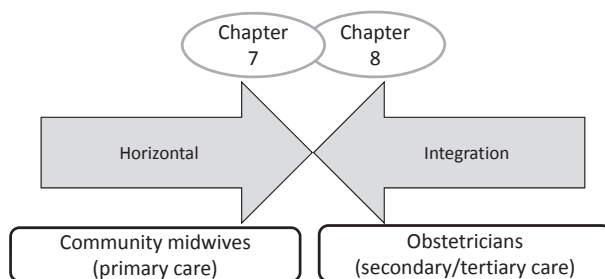 Chapter
7
Chapter
8
Horizontal
Integration
Community midwives
(primary care)
Obstetricians
(secondary/tertiary care)